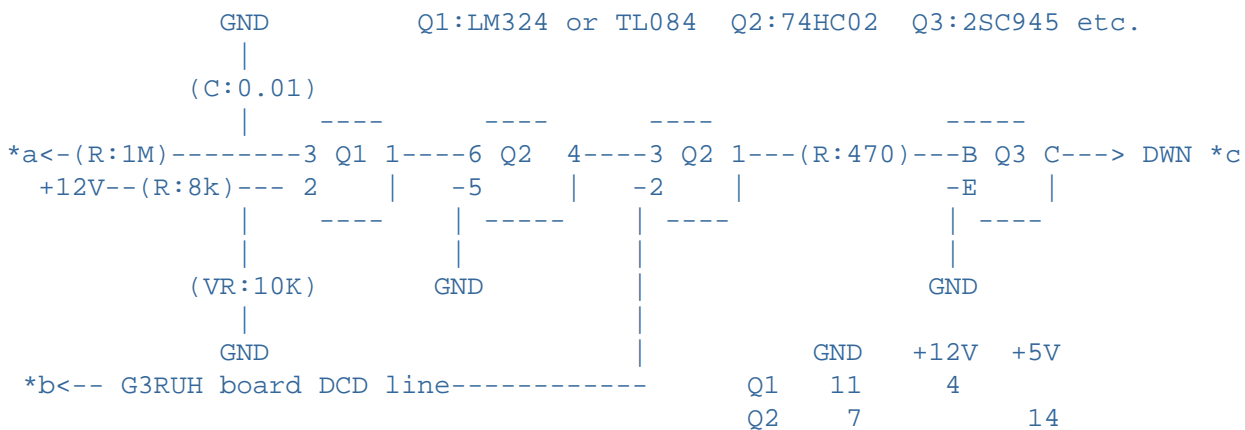 GND          Q1:LM324 or TL084  Q2:74HC02  Q3:2SC945 etc.
|
(C:0.01)
|    ----      ----      ----              -----
*a<-(R:1M)--------3 Q1 1----6 Q2  4----3 Q2 1---(R:470)---B Q3 C---> DWN *c
+12V--(R:8k)--- 2    |   -5     |   -2    |            -E    |
|   ----   | -----    | ----               | ----
|            |          |                  |
(VR:10K)       GND         |                 GND
|                       |
GND                      |          GND   +12V  +5V
*b<-- G3RUH board DCD line------------      Q1   11     4
Q2    7          14